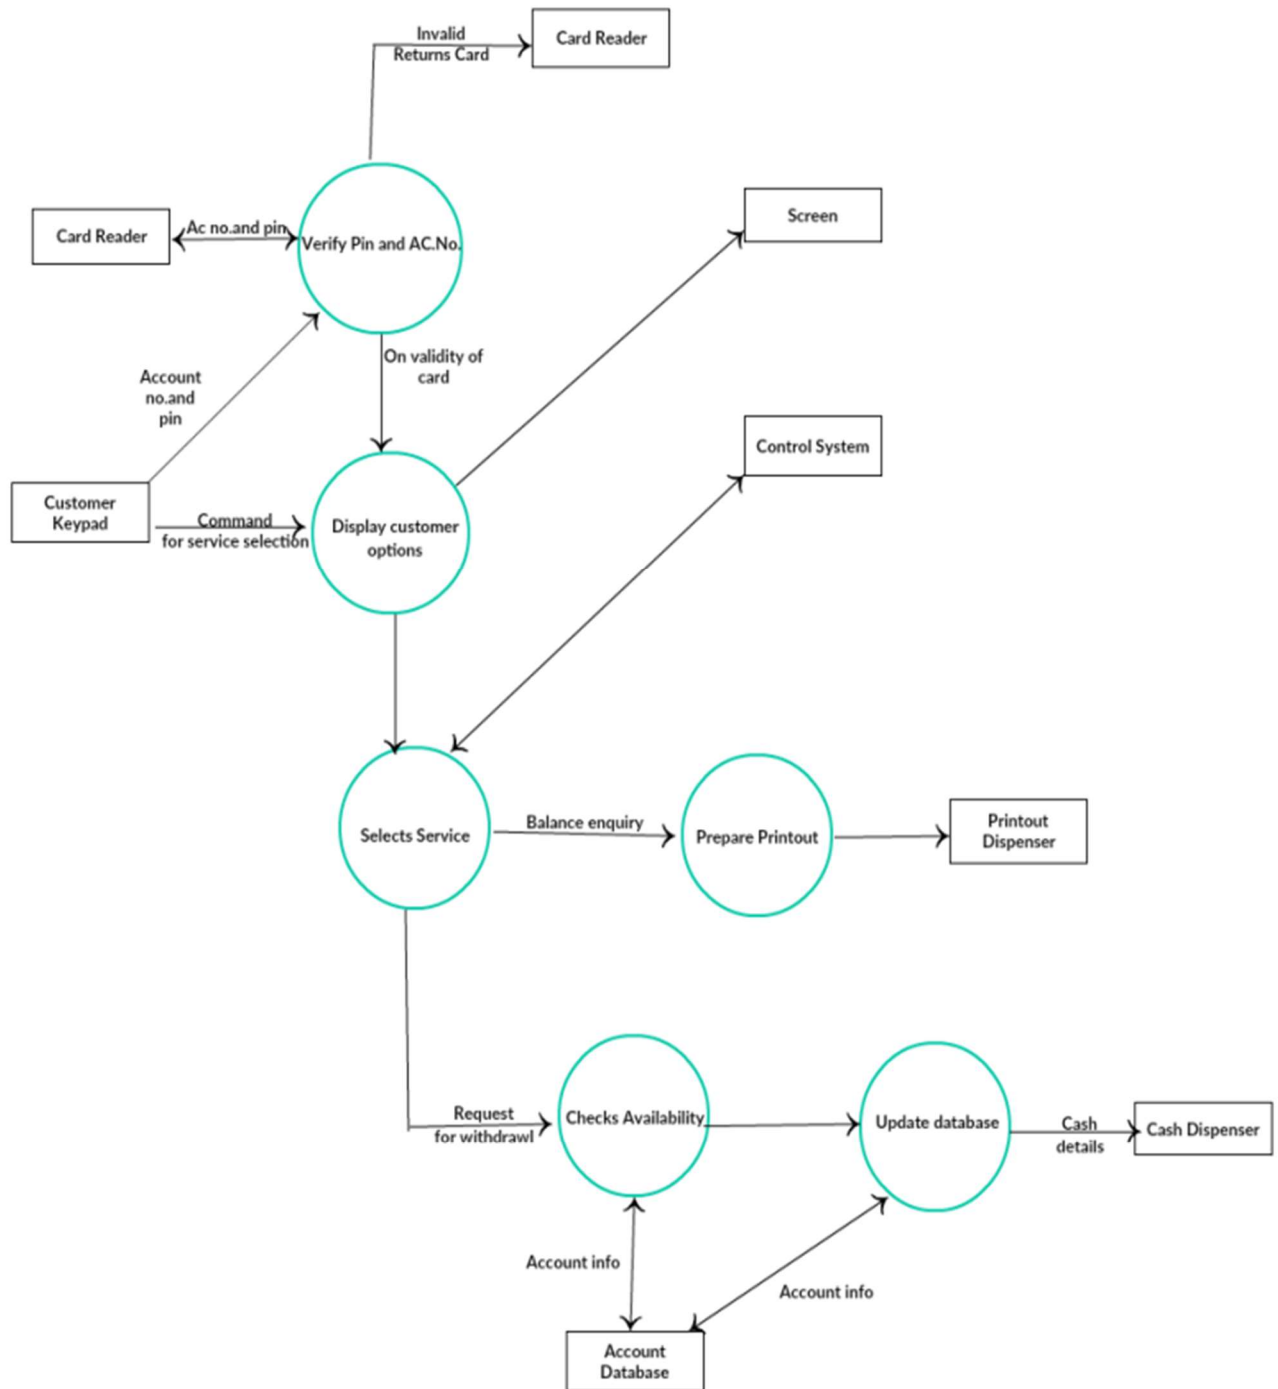 Invalid
Returns Card
Card Reader
Card Reader
Ac no.and pin
Verify Pin and AC.No.
Screen
On validity of
card
Account
no.and
pin
Control System
Customer
Keypad
Command
for service selection
Display customer
options
Selects Service
Balance enquiry
Prepare Printout
Printout
Dispenser
Request
for withdrawl
Checks Availability
Update database
Cash
details
Cash Dispenser
Account info
Account info
Account
Database